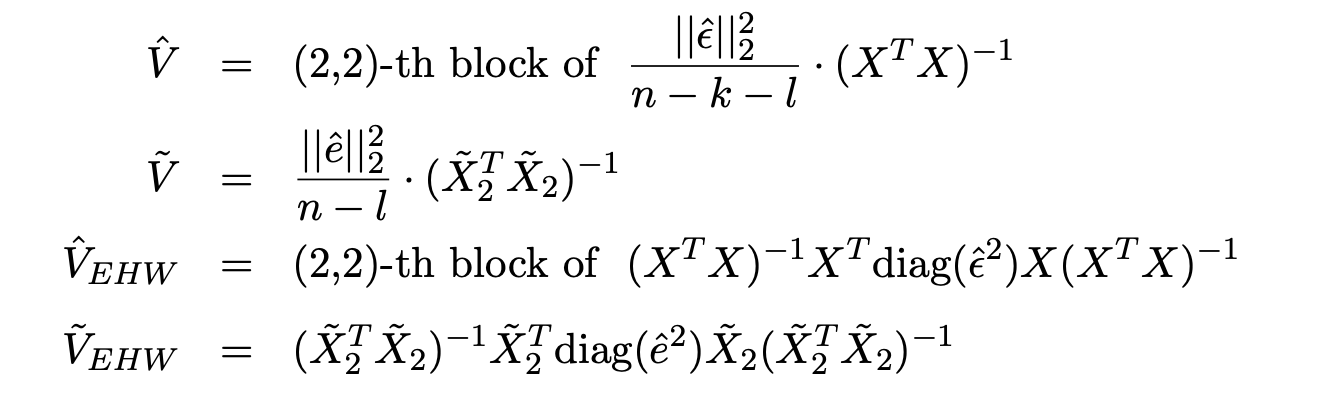 V̂ = (2,2)-th block of ||ϵ̂||₂² / (n − k − l) · (XᵀX)⁻¹
Ṽ = ||ê||₂² / (n − l) · (X̃₂ᵀX̃₂)⁻¹
V̂_EHW = (2,2)-th block of (XᵀX)⁻¹Xᵀdiag(ϵ̂²)X(XᵀX)⁻¹
Ṽ_EHW = (X̃₂ᵀX̃₂)⁻¹X̃₂ᵀdiag(ê²)X̃₂(X̃₂ᵀX̃₂)⁻¹